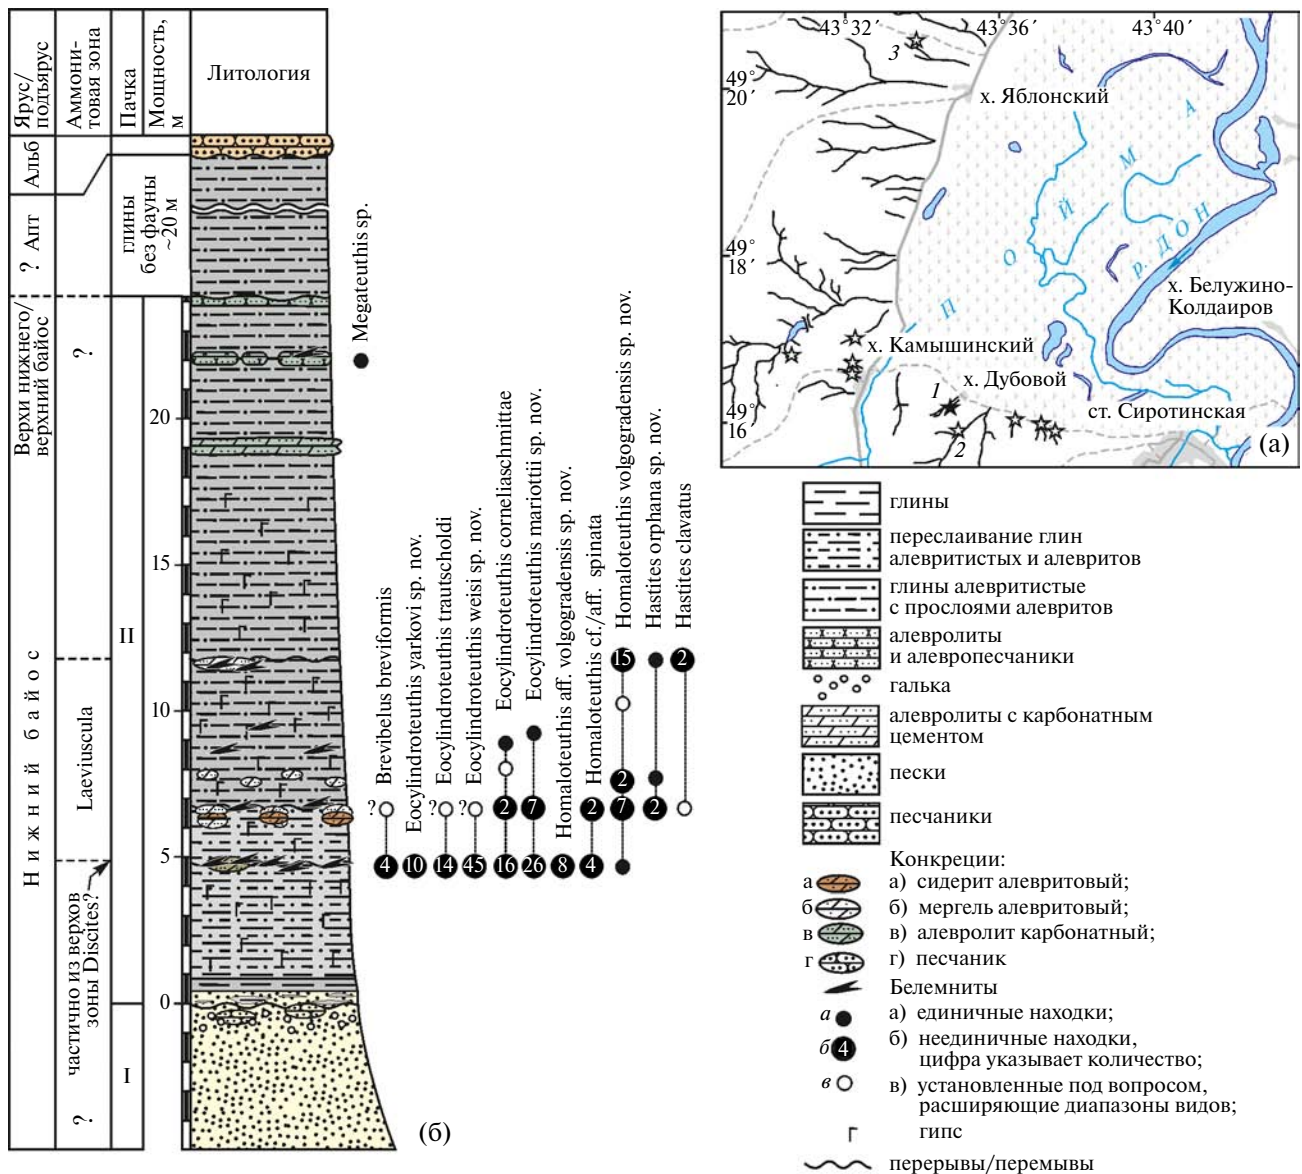 Ярус/
подъярус
Аммони-
товая зона
Пачка
Мощность,
м
Литология
Альб
? Апт
глины
без фауны
~20 м
Верхи нижнего/
верхний байос
?
Нижний байос
Laeviuscula
частично из верхов
зоны Discites?
?
II
I
20
15
10
5
0
Megateuthis sp.
Brevibelus breviformis
Eocylindroteuthis yarkovi sp. nov.
Eocylindroteuthis trautscholdi
Eocylindroteuthis weisi sp. nov.
Eocylindroteuthis corneliaschmittae
Eocylindroteuthis mariottii sp. nov.
Homaloteuthis aff. volgogradensis sp. nov.
Homaloteuthis cf./aff. spinata
Homaloteuthis volgogradensis sp. nov.
Hastites orphana sp. nov.
Hastites clavatus
15 2
2
? ? ? 2 7 2 7 2
4 10 14 45 16 26 8 4
(б)
43°32′ 43°36′ 43°40′
49°
20′
49°
18′
49°
16′
3
х. Яблонский
ПОЙМА
р. ДОН
х. Белужино-
Колдаиров
х. Камышинский
1
х. Дубовой
2
ст. Сиротинская
(а)
глины
переслаивание глин
алевритистых и алевритов
глины алевритистые
с прослоями алевритов
алевролиты
и алевропесчаники
галька
алевролиты с карбонатным
цементом
пески
песчаники
Конкреции:
а а) сидерит алевритовый;
б б) мергель алевритовый;
в в) алевролит карбонатный;
г г) песчаник
Белемниты
а а) единичные находки;
б 4 б) неединичные находки,
цифра указывает количество;
в в) установленные под вопросом,
расширяющие диапазоны видов;
гипс
перерывы/перемывы